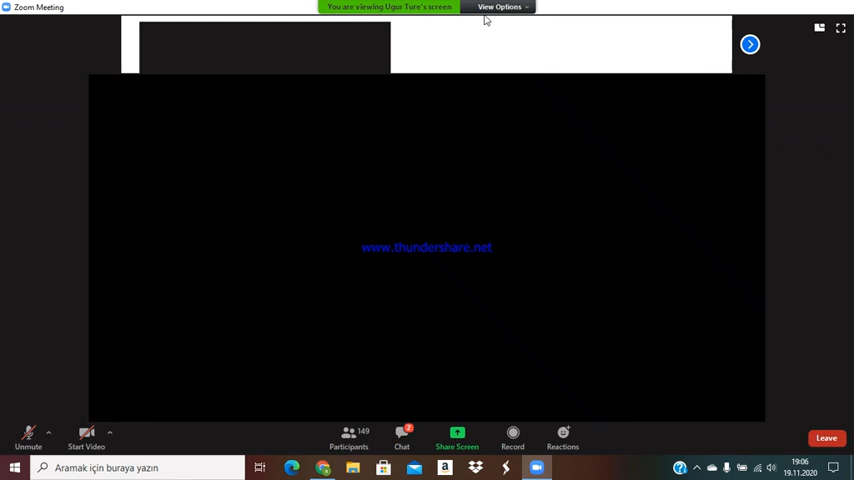 Zoom Meeting
You are viewing Ugur Ture's screen
View Options
www.thundershare.net
Unmute
Start Video
149
Participants
2
Chat
Share Screen
Record
Reactions
Leave
Aramak için buraya yazın
19:06
19.11.2020